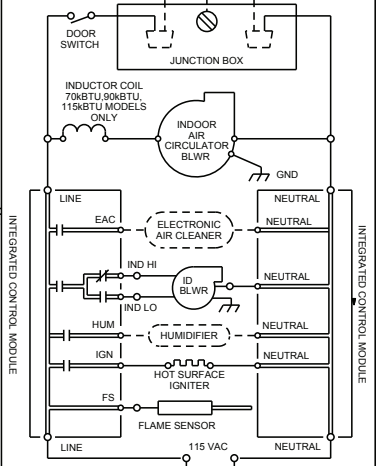 DOOR
SWITCH
JUNCTION BOX
INDUCTOR COIL
70kBTU,90kBTU,
115kBTU MODELS
ONLY
INDOOR
AIR
CIRCULATOR
BLWR
GND
LINE
NEUTRAL
EAC
ELECTRONIC
AIR CLEANER
NEUTRAL
INTEGRATED CONTROL MODULE
INTEGRATED CONTROL MODULE
IND HI
ID
BLWR
NEUTRAL
IND LO
HUM
HUMIDIFIER
NEUTRAL
IGN
NEUTRAL
HOT SURFACE
IGNITER
FS
FLAME SENSOR
LINE
115 VAC
NEUTRAL